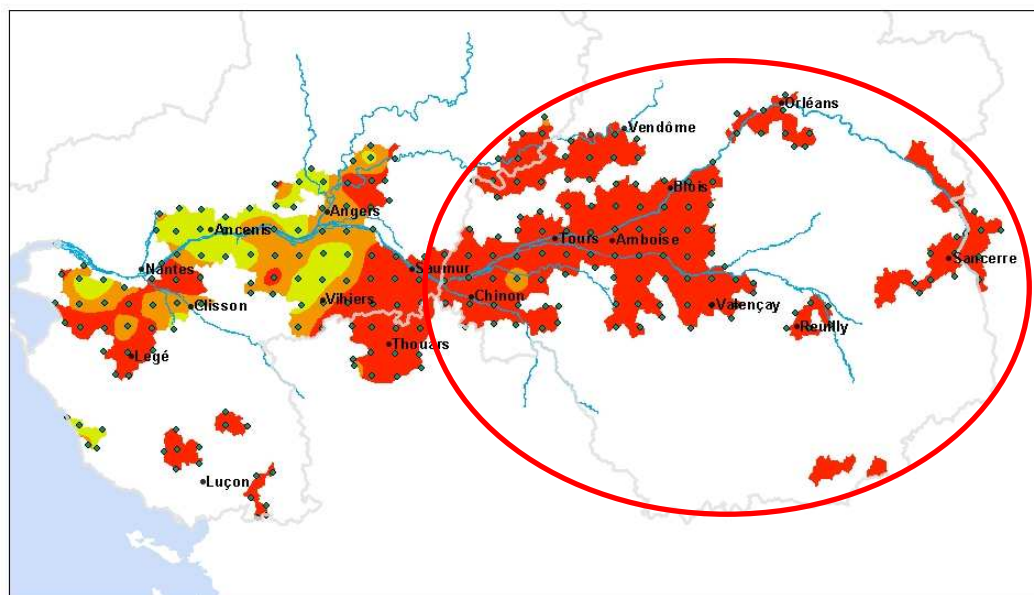 Orléans
Vendôme
Blois
Angers
Ancenis
Tours
Amboise
Sancerre
Nantes
Saumur
Chinon
Clisson
Vihiers
Valençay
Reuilly
Thouars
Legé
Luçon